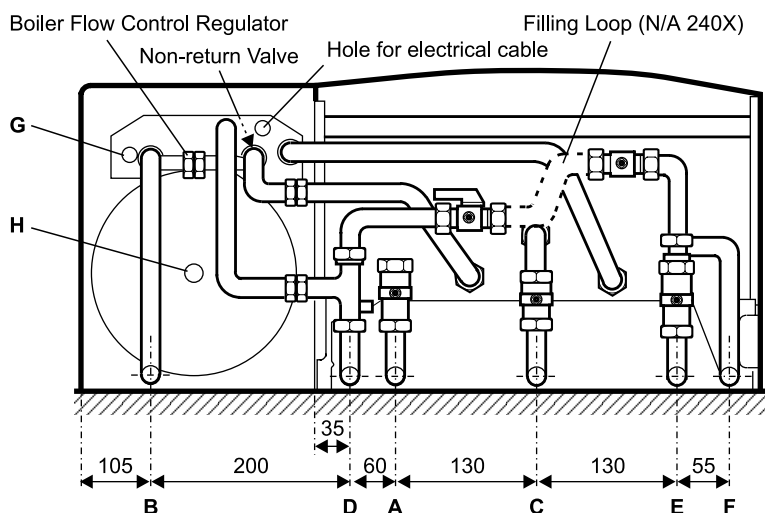 Boiler Flow Control Regulator
Filling Loop (N/A 240X)
Non-return Valve
Hole for electrical cable
G
H
35
105
200
60
130
130
55
B
D
A
C
E
F